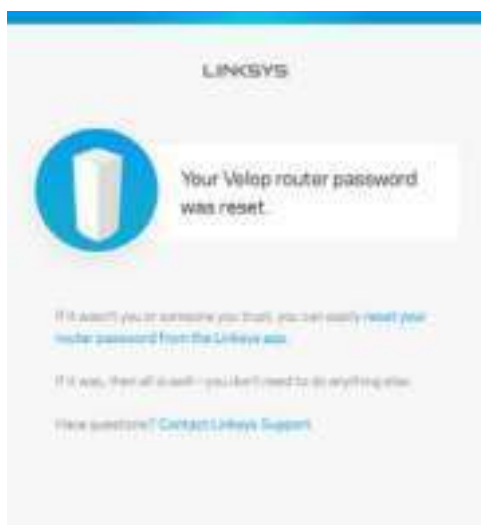 LINKSYS
Your Velop router password
was reset.
If it wasn't you or someone you trust, you can easily reset your
router password from the Linksys app.
If it was, then all is well - you don't need to do anything else.
Have questions? Contact Linksys Support.